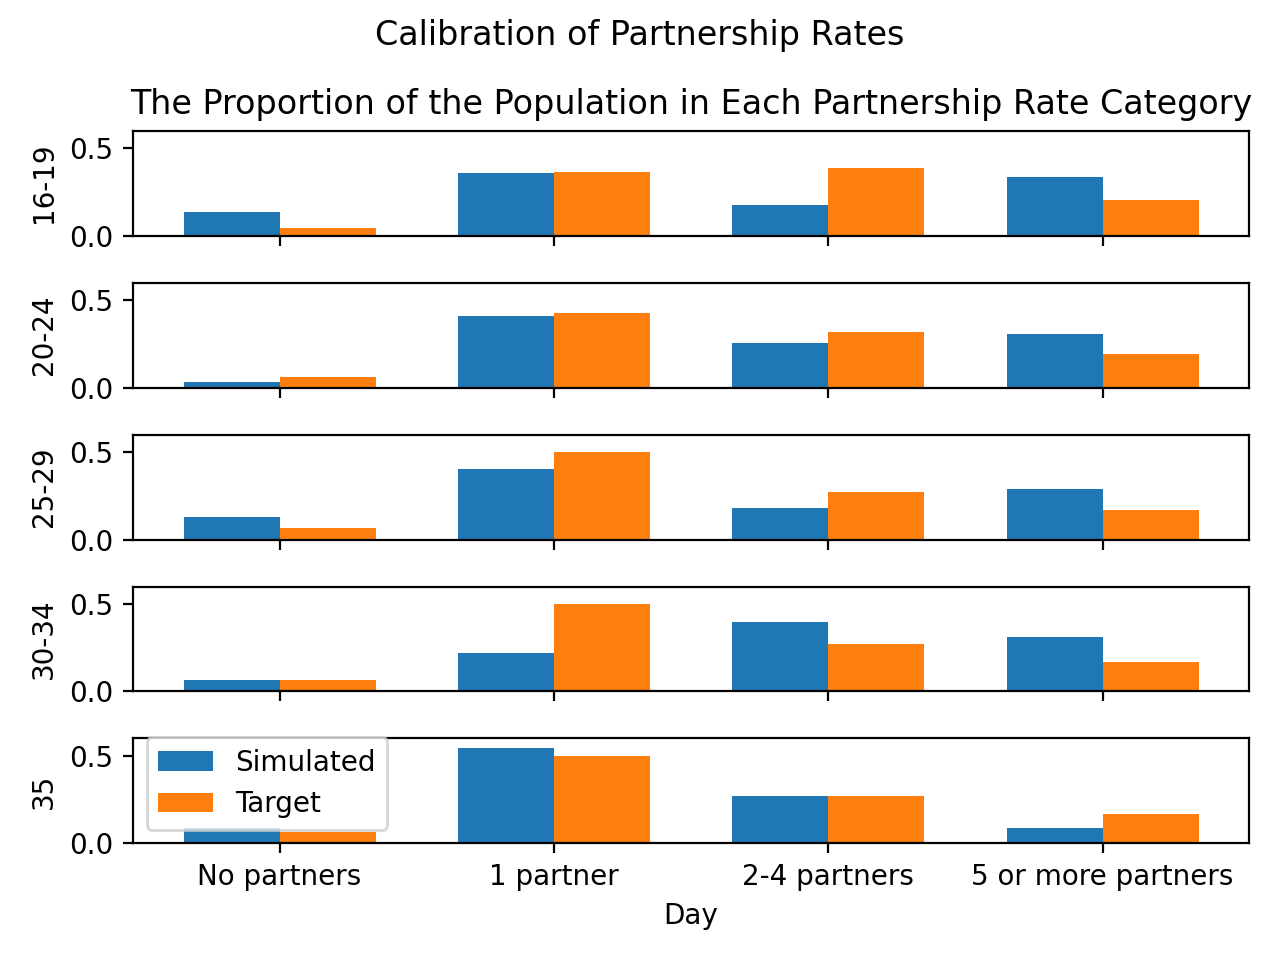 Calibration of Partnership Rates
The Proportion of the Population in Each Partnership Rate Category
0.5
0.0
16-19
0.5
0.0
20-24
0.5
0.0
25-29
0.5
0.0
30-34
0.5
0.0
35
Simulated
Target
No partners
1 partner
2-4 partners
5 or more partners
Day